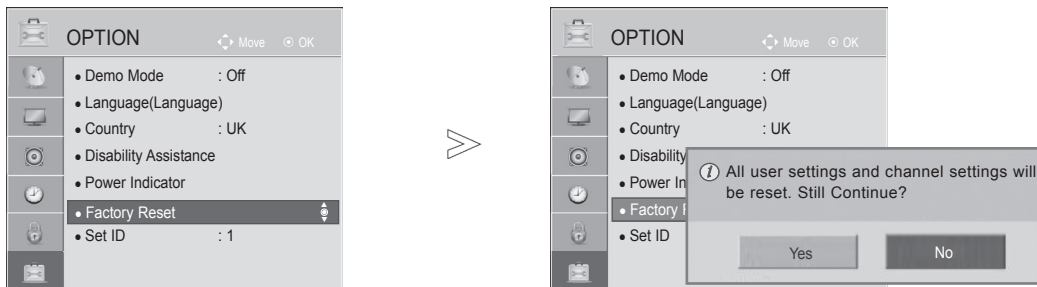 OPTION
Move OK
• Demo Mode : Off
• Language(Language)
• Country : UK
• Disability Assistance
• Power Indicator
• Factory Reset
• Set ID : 1
OPTION
Move OK
• Demo Mode : Off
• Language(Language)
• Country : UK
• Disability
• Power In
• Factory
• Set ID
All user settings and channel settings will
be reset. Still Continue?
Yes No